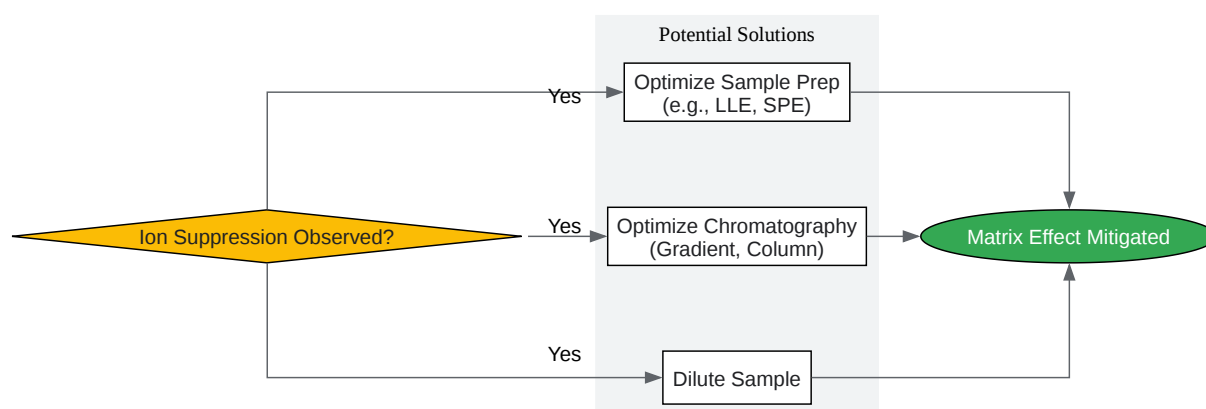 Potential Solutions
Optimize Sample Prep
(e.g., LLE, SPE)
Yes
Ion Suppression Observed?
Yes
Optimize Chromatography
(Gradient, Column)
Matrix Effect Mitigated
Yes
Dilute Sample